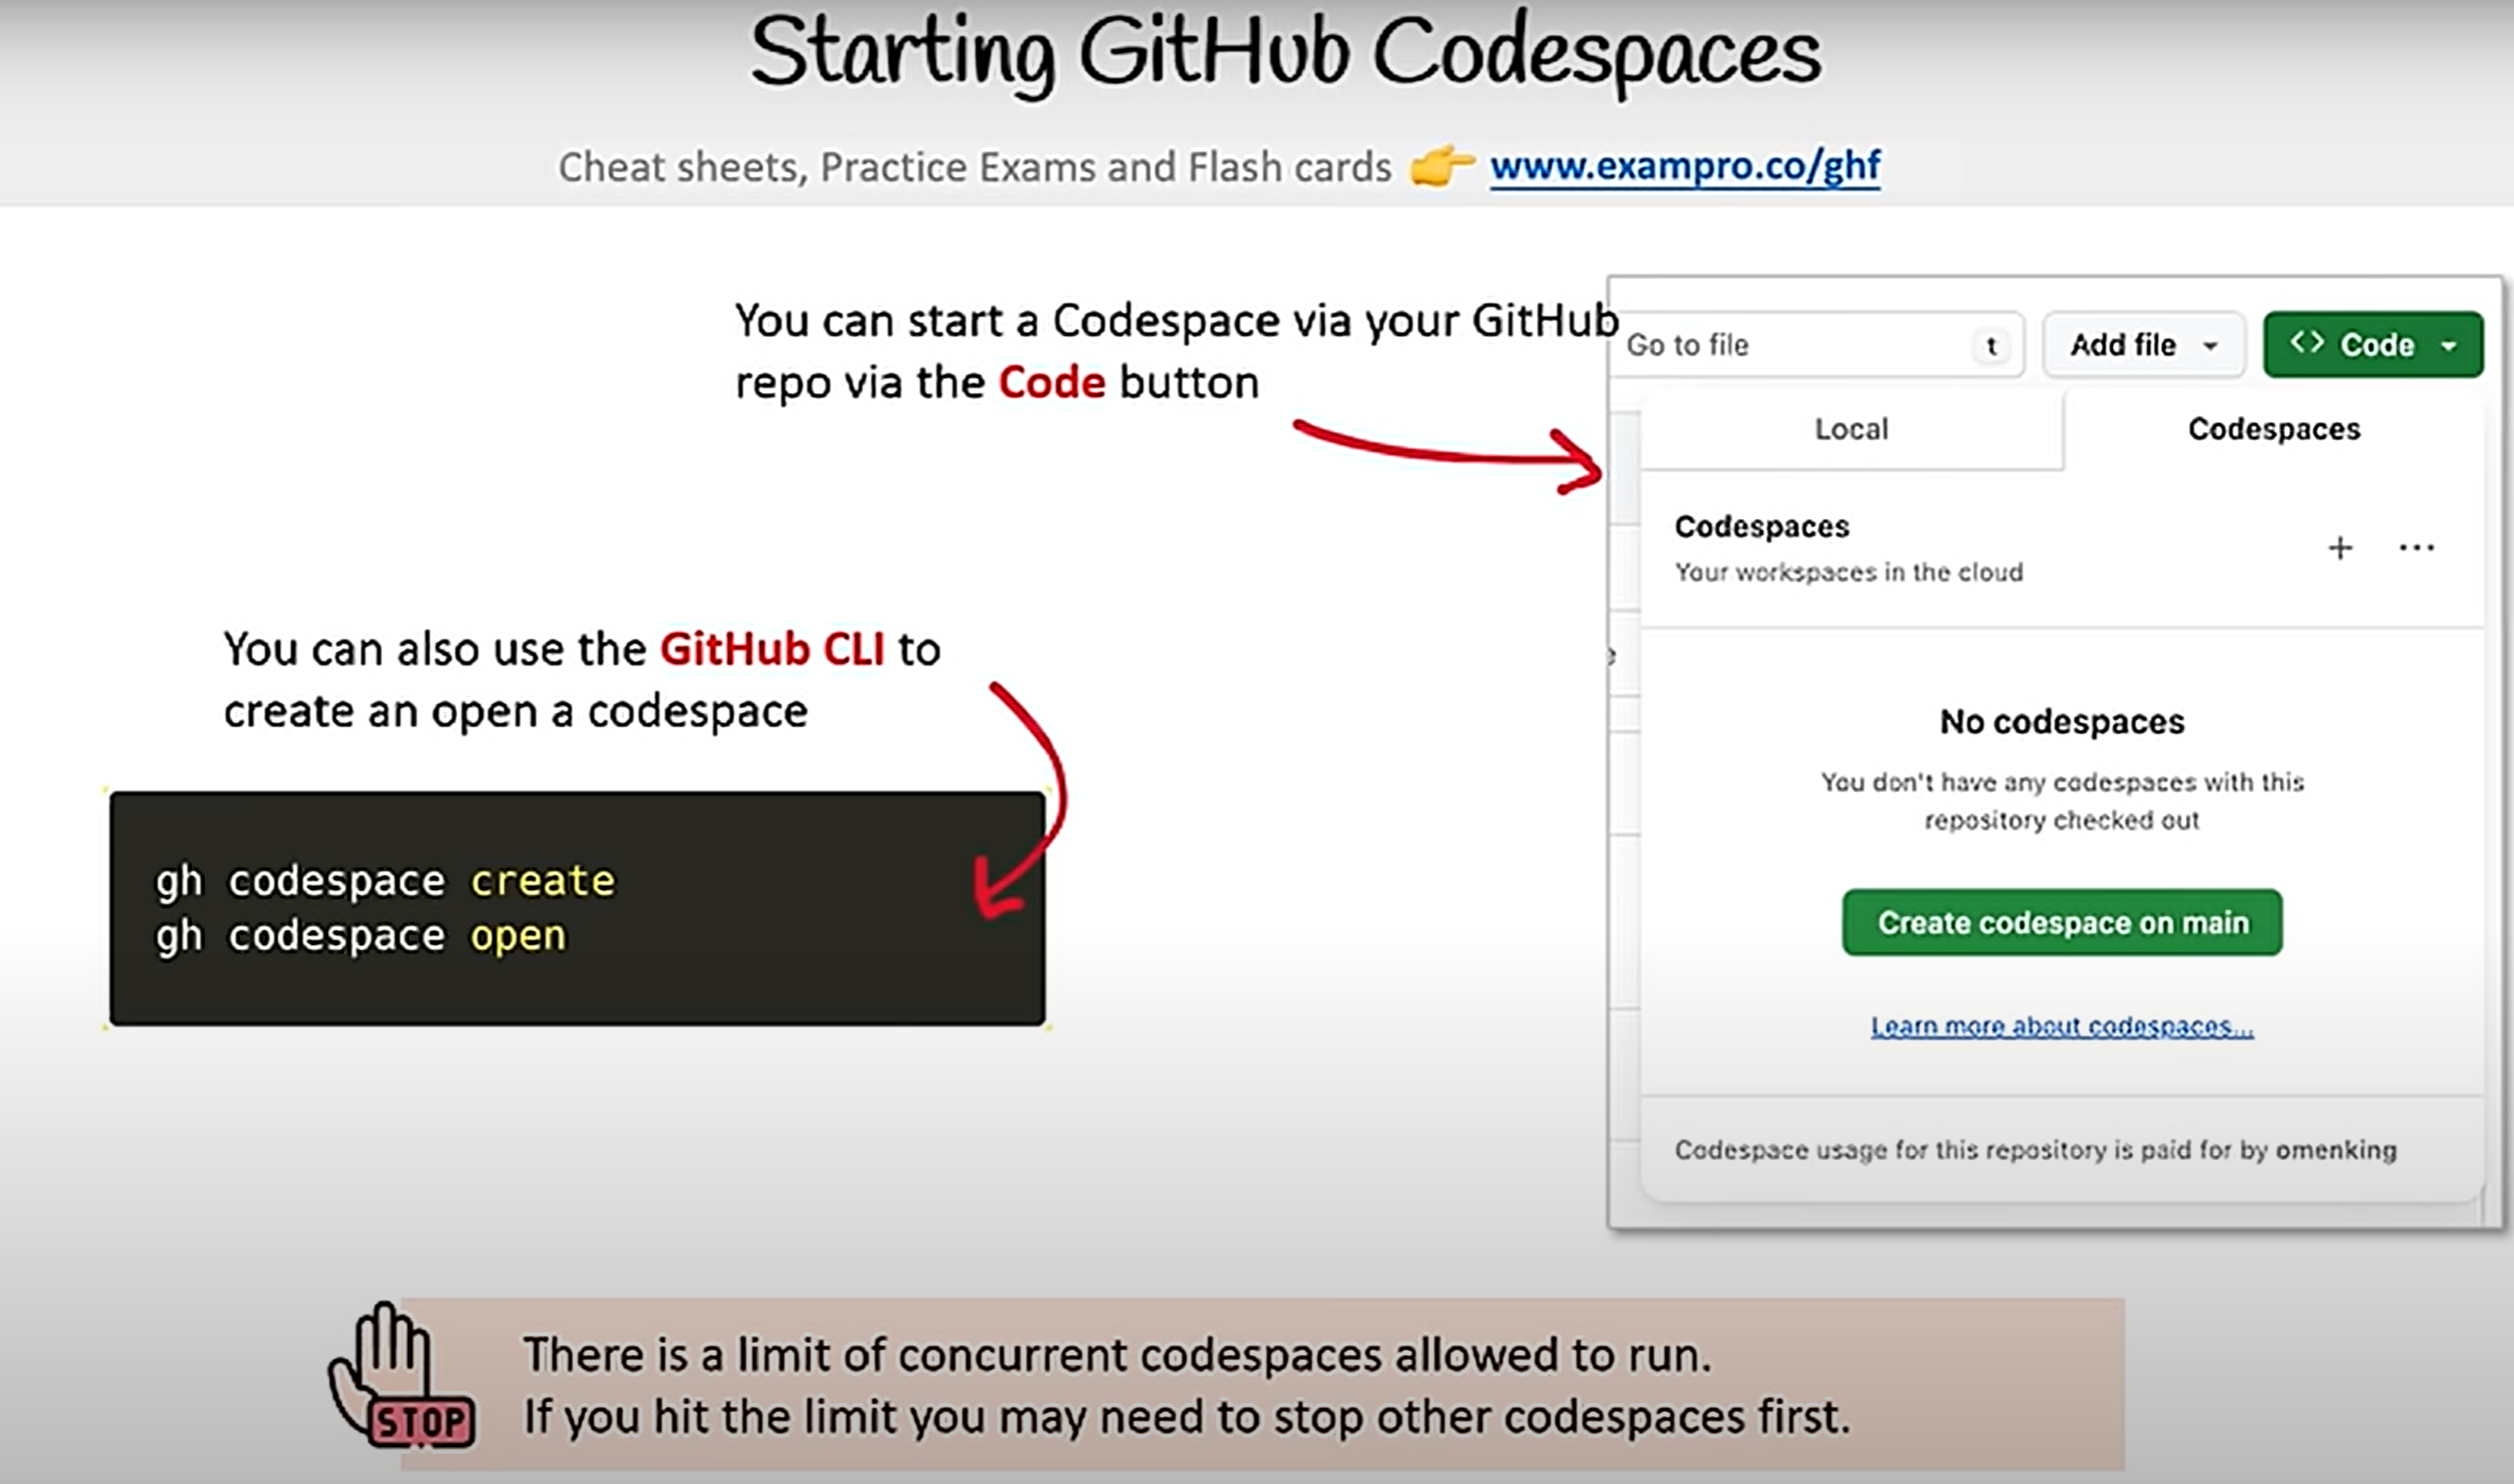 Starting GitHub Codespaces
Cheat sheets, Practice Exams and Flash cards www.exampro.co/ghf
You can start a Codespace via your GitHub
repo via the Code button
Go to file t Add file <> Code
Local Codespaces
Codespaces
Your workspaces in the cloud
+ ...
You can also use the GitHub CLI to
create an open a codespace
gh codespace create
gh codespace open
No codespaces
You don't have any codespaces with this
repository checked out
Create codespace on main
Learn more about codespaces...
Codespace usage for this repository is paid for by omenking
STOP
There is a limit of concurrent codespaces allowed to run.
If you hit the limit you may need to stop other codespaces first.